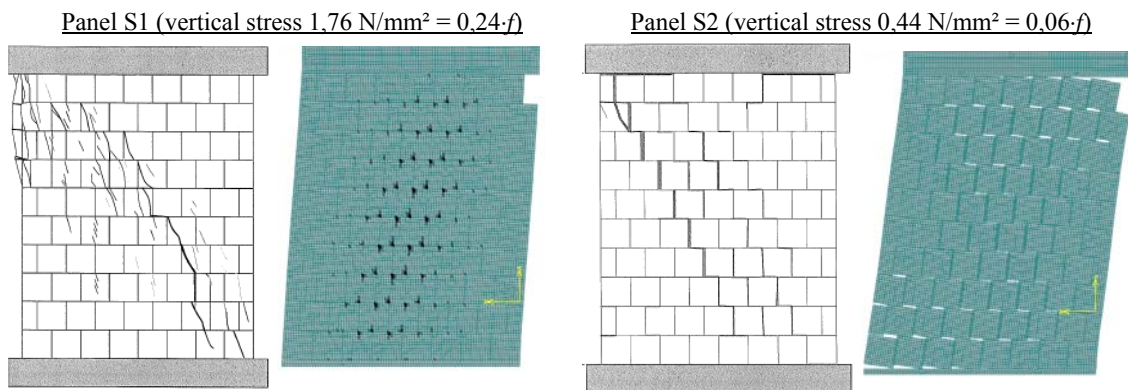 Panel S1 (vertical stress 1,76 N/mm² = 0,24·f)
Panel S2 (vertical stress 0,44 N/mm² = 0,06·f)